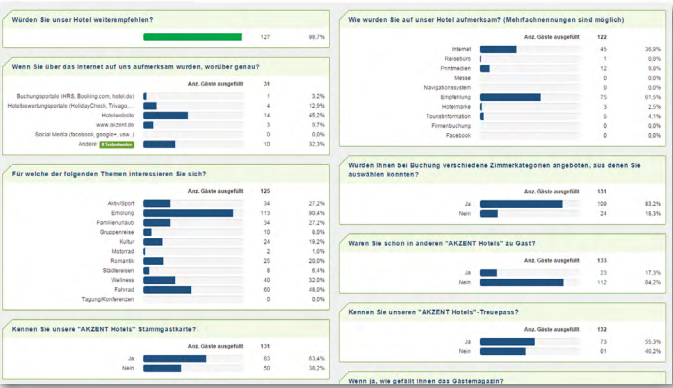 Würden Sie unser Hotel weiterempfehlen?
127 98,7%
Wenn Sie über das Internet auf uns aufmerksam wurden, worüber genau?
Anz. Gäste ausgefüllt 31
Buchungsportale (HRS, Booking.com, hotel.de) 1 3,2%
Hotelbewertungsportale (HolidayCheck, Trivago,... 4 12,9%
Hotelwebsite 14 45,2%
www.akzent.de 3 9,7%
Social Media (facebook, google+, usw..) 0 0,0%
Andere: 10 32,3%
Für welche der folgenden Themen interessieren Sie sich?
Anz. Gäste ausgefüllt 125
Aktiv/Sport 34 27,2%
Erholung 113 90,4%
Familienurlaub 34 27,2%
Gruppenreise 10 8,0%
Kultur 24 19,2%
Motorrad 2 1,6%
Romantik 25 20,0%
Städtereisen 8 6,4%
Wellness 40 32,0%
Fahrrad 60 48,0%
Tagung/Konferenzen 0 0,0%
Kennen Sie unsere "AKZENT Hotels" Stammgastkarte?
Anz. Gäste ausgefüllt 131
Ja 83 63,4%
Nein 50 38,2%
Wie wurden Sie auf unser Hotel aufmerksam? (Mehrfachnennungen sind möglich)
Anz. Gäste ausgefüllt 122
Internet 45 36,9%
Reisebüro 1 0,8%
Printmedien 12 9,8%
Messe 0 0,0%
Navigationssystem 0 0,0%
Empfehlung 75 61,5%
Hotelmarke 3 2,5%
Touristinformation 5 4,1%
Firmenbuchung 0 0,0%
Facebook 0 0,0%
Wurden Ihnen bei Buchung verschiedene Zimmerkategorien angeboten, aus denen Sie
auswählen konnten?
Anz. Gäste ausgefüllt 131
Ja 109 83,2%
Nein 24 18,3%
Waren Sie schon in anderen "AKZENT Hotels" zu Gast?
Anz. Gäste ausgefüllt 133
Ja 23 17,3%
Nein 112 84,2%
Kennen Sie unseren "AKZENT Hotels"-Treuepass?
Anz. Gäste ausgefüllt 132
Ja 73 55,3%
Nein 61 46,2%
Wenn ja, wie gefällt Ihnen das Gästemagazin?